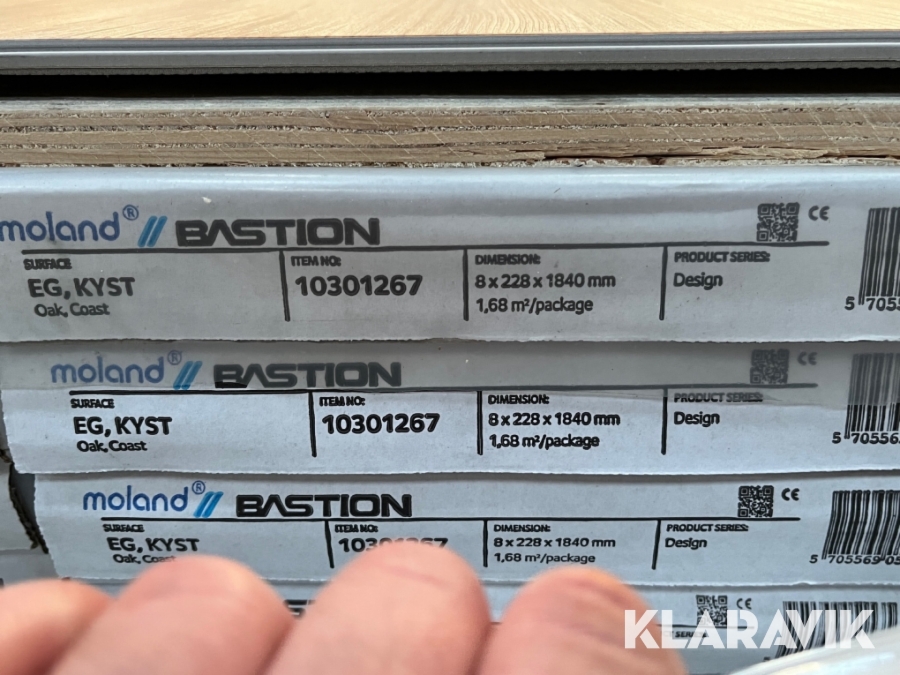 moland® // BASTION CE
SURFACE ITEM NO: DIMENSION: PRODUCT SERIES:
EG, KYST 10301267 8 x 228 x 1840 mm Design
Oak, Coast 1,68 m²/package 5 705
moland® // BASTION CE
SURFACE ITEM NO: DIMENSION: PRODUCT SERIES:
EG, KYST 10301267 8 x 228 x 1840 mm Design
Oak, Coast 1,68 m²/package 5 70556
moland® // BASTION CE
SURFACE ITEM NO: DIMENSION: PRODUCT SERIES:
EG, KYST 8 x 228 x 1840 mm Design
Oak, 1,68 m²/package 5 705569 05
CE
KLARAVIK